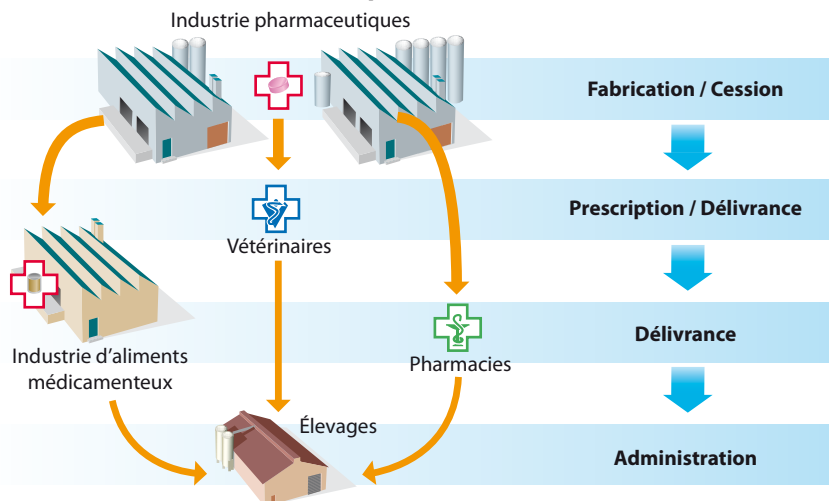 Industrie pharmaceutiques
Fabrication / Cession
Prescription / Délivrance
Vétérinaires
Délivrance
Industrie d’aliments
médicamenteux
Pharmacies
Élevages
Administration